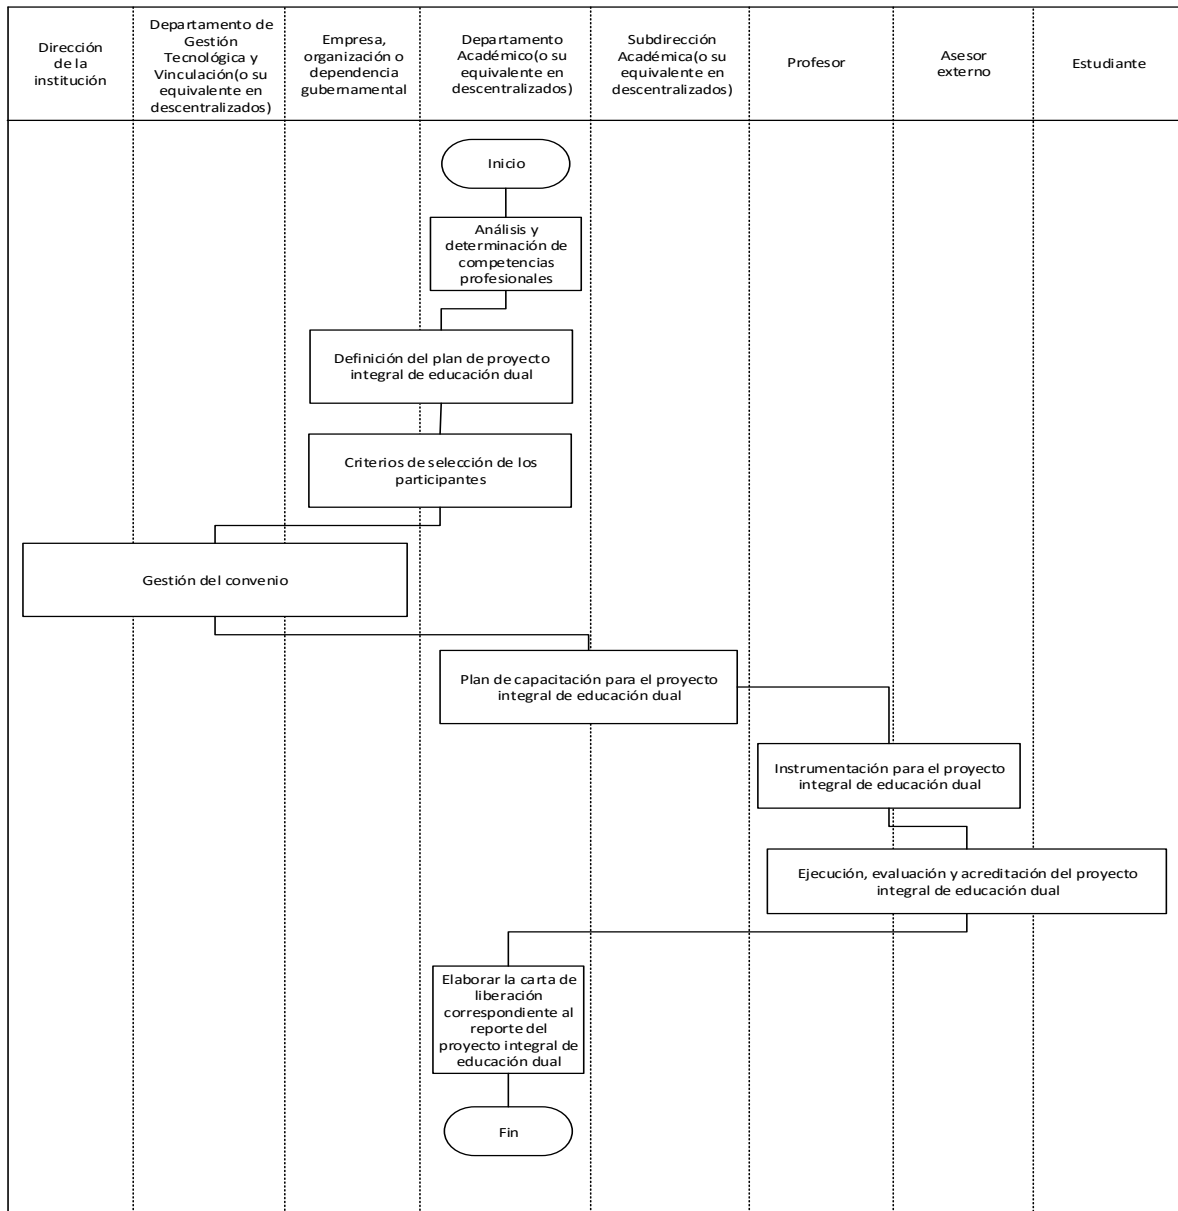 Dirección
de la
institución
Departamento de
Gestión
Tecnológica y
Vinculación(o su
equivalente en
descentralizados)
Empresa,
organización o
dependencia
gubernamental
Departamento
Académico(o su
equivalente en
descentralizados)
Subdirección
Académica(o su
equivalente en
descentralizados)
Profesor
Asesor
externo
Estudiante
Inicio
Análisis y
determinación de
competencias
profesionales
Definición del plan de proyecto
integral de educación dual
Criterios de selección de los
participantes
Gestión del convenio
Plan de capacitación para el proyecto
integral de educación dual
Instrumentación para el proyecto
integral de educación dual
Ejecución, evaluación y acreditación del proyecto
integral de educación dual
Elaborar la carta de
liberación
correspondiente al
reporte del
proyecto integral de
educación dual
Fin